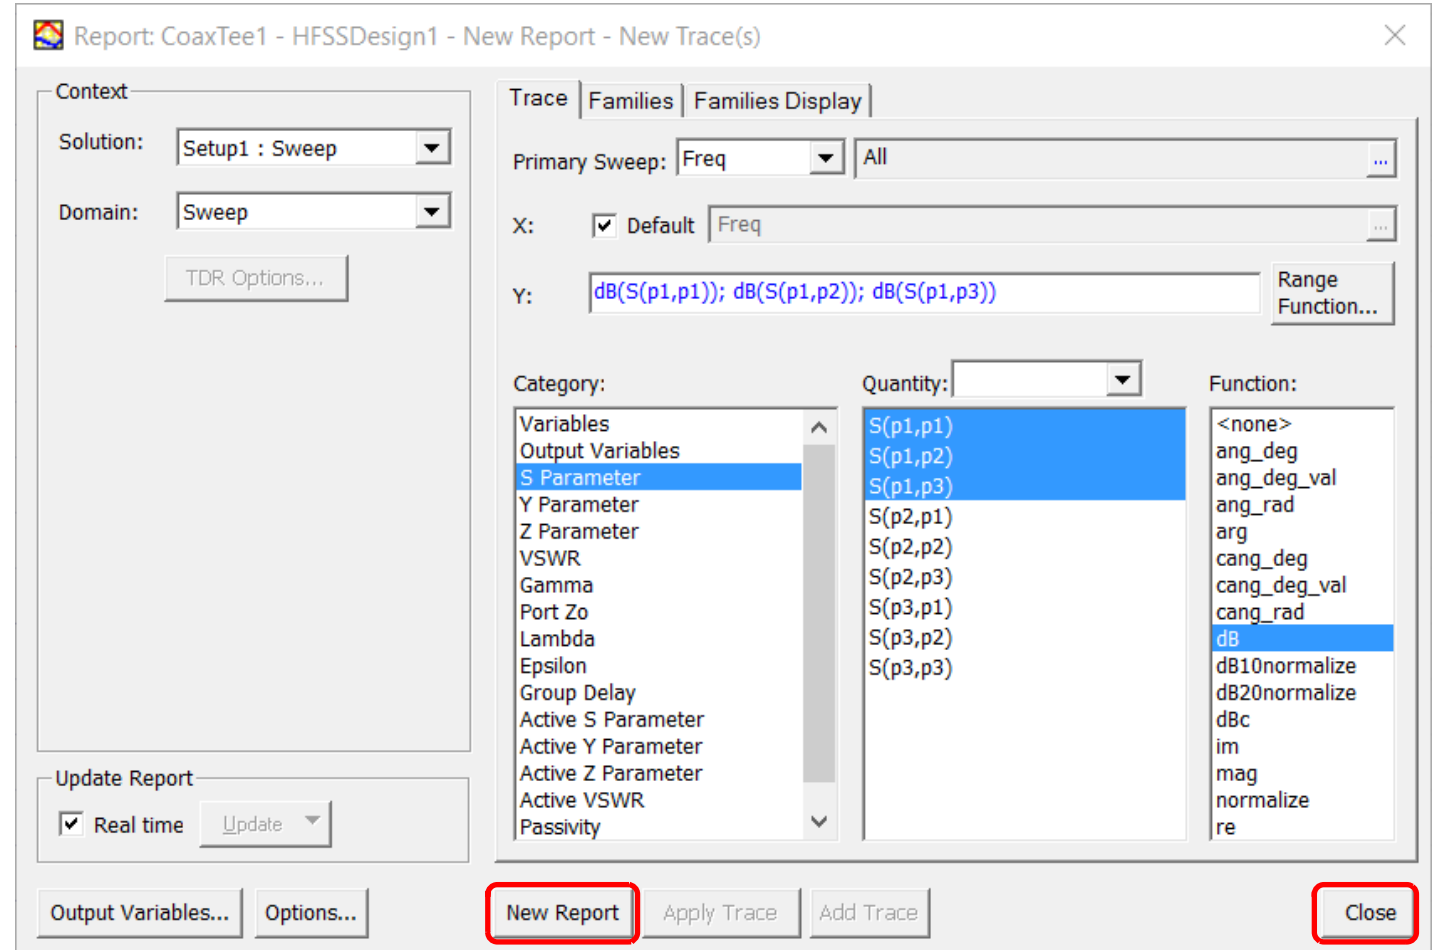 Report: CoaxTee1 - HFSSDesign1 - New Report - New Trace(s)
Context
Solution: Setup1 : Sweep
Domain: Sweep
TDR Options...
Update Report
Real time Update
Trace Families Families Display
Primary Sweep: Freq All ...
X: Default Freq ...
Y: dB(S(p1,p1)); dB(S(p1,p2)); dB(S(p1,p3))
Range
Function...
Category:
Variables
Output Variables
S Parameter
Y Parameter
Z Parameter
VSWR
Gamma
Port Zo
Lambda
Epsilon
Group Delay
Active S Parameter
Active Y Parameter
Active Z Parameter
Active VSWR
Passivity
Quantity:
S(p1,p1)
S(p1,p2)
S(p1,p3)
S(p2,p1)
S(p2,p2)
S(p2,p3)
S(p3,p1)
S(p3,p2)
S(p3,p3)
Function:
<none>
ang_deg
ang_deg_val
ang_rad
arg
cang_deg
cang_deg_val
cang_rad
dB
dB10normalize
dB20normalize
dBc
im
mag
normalize
re
Output Variables... Options... New Report Apply Trace Add Trace Close